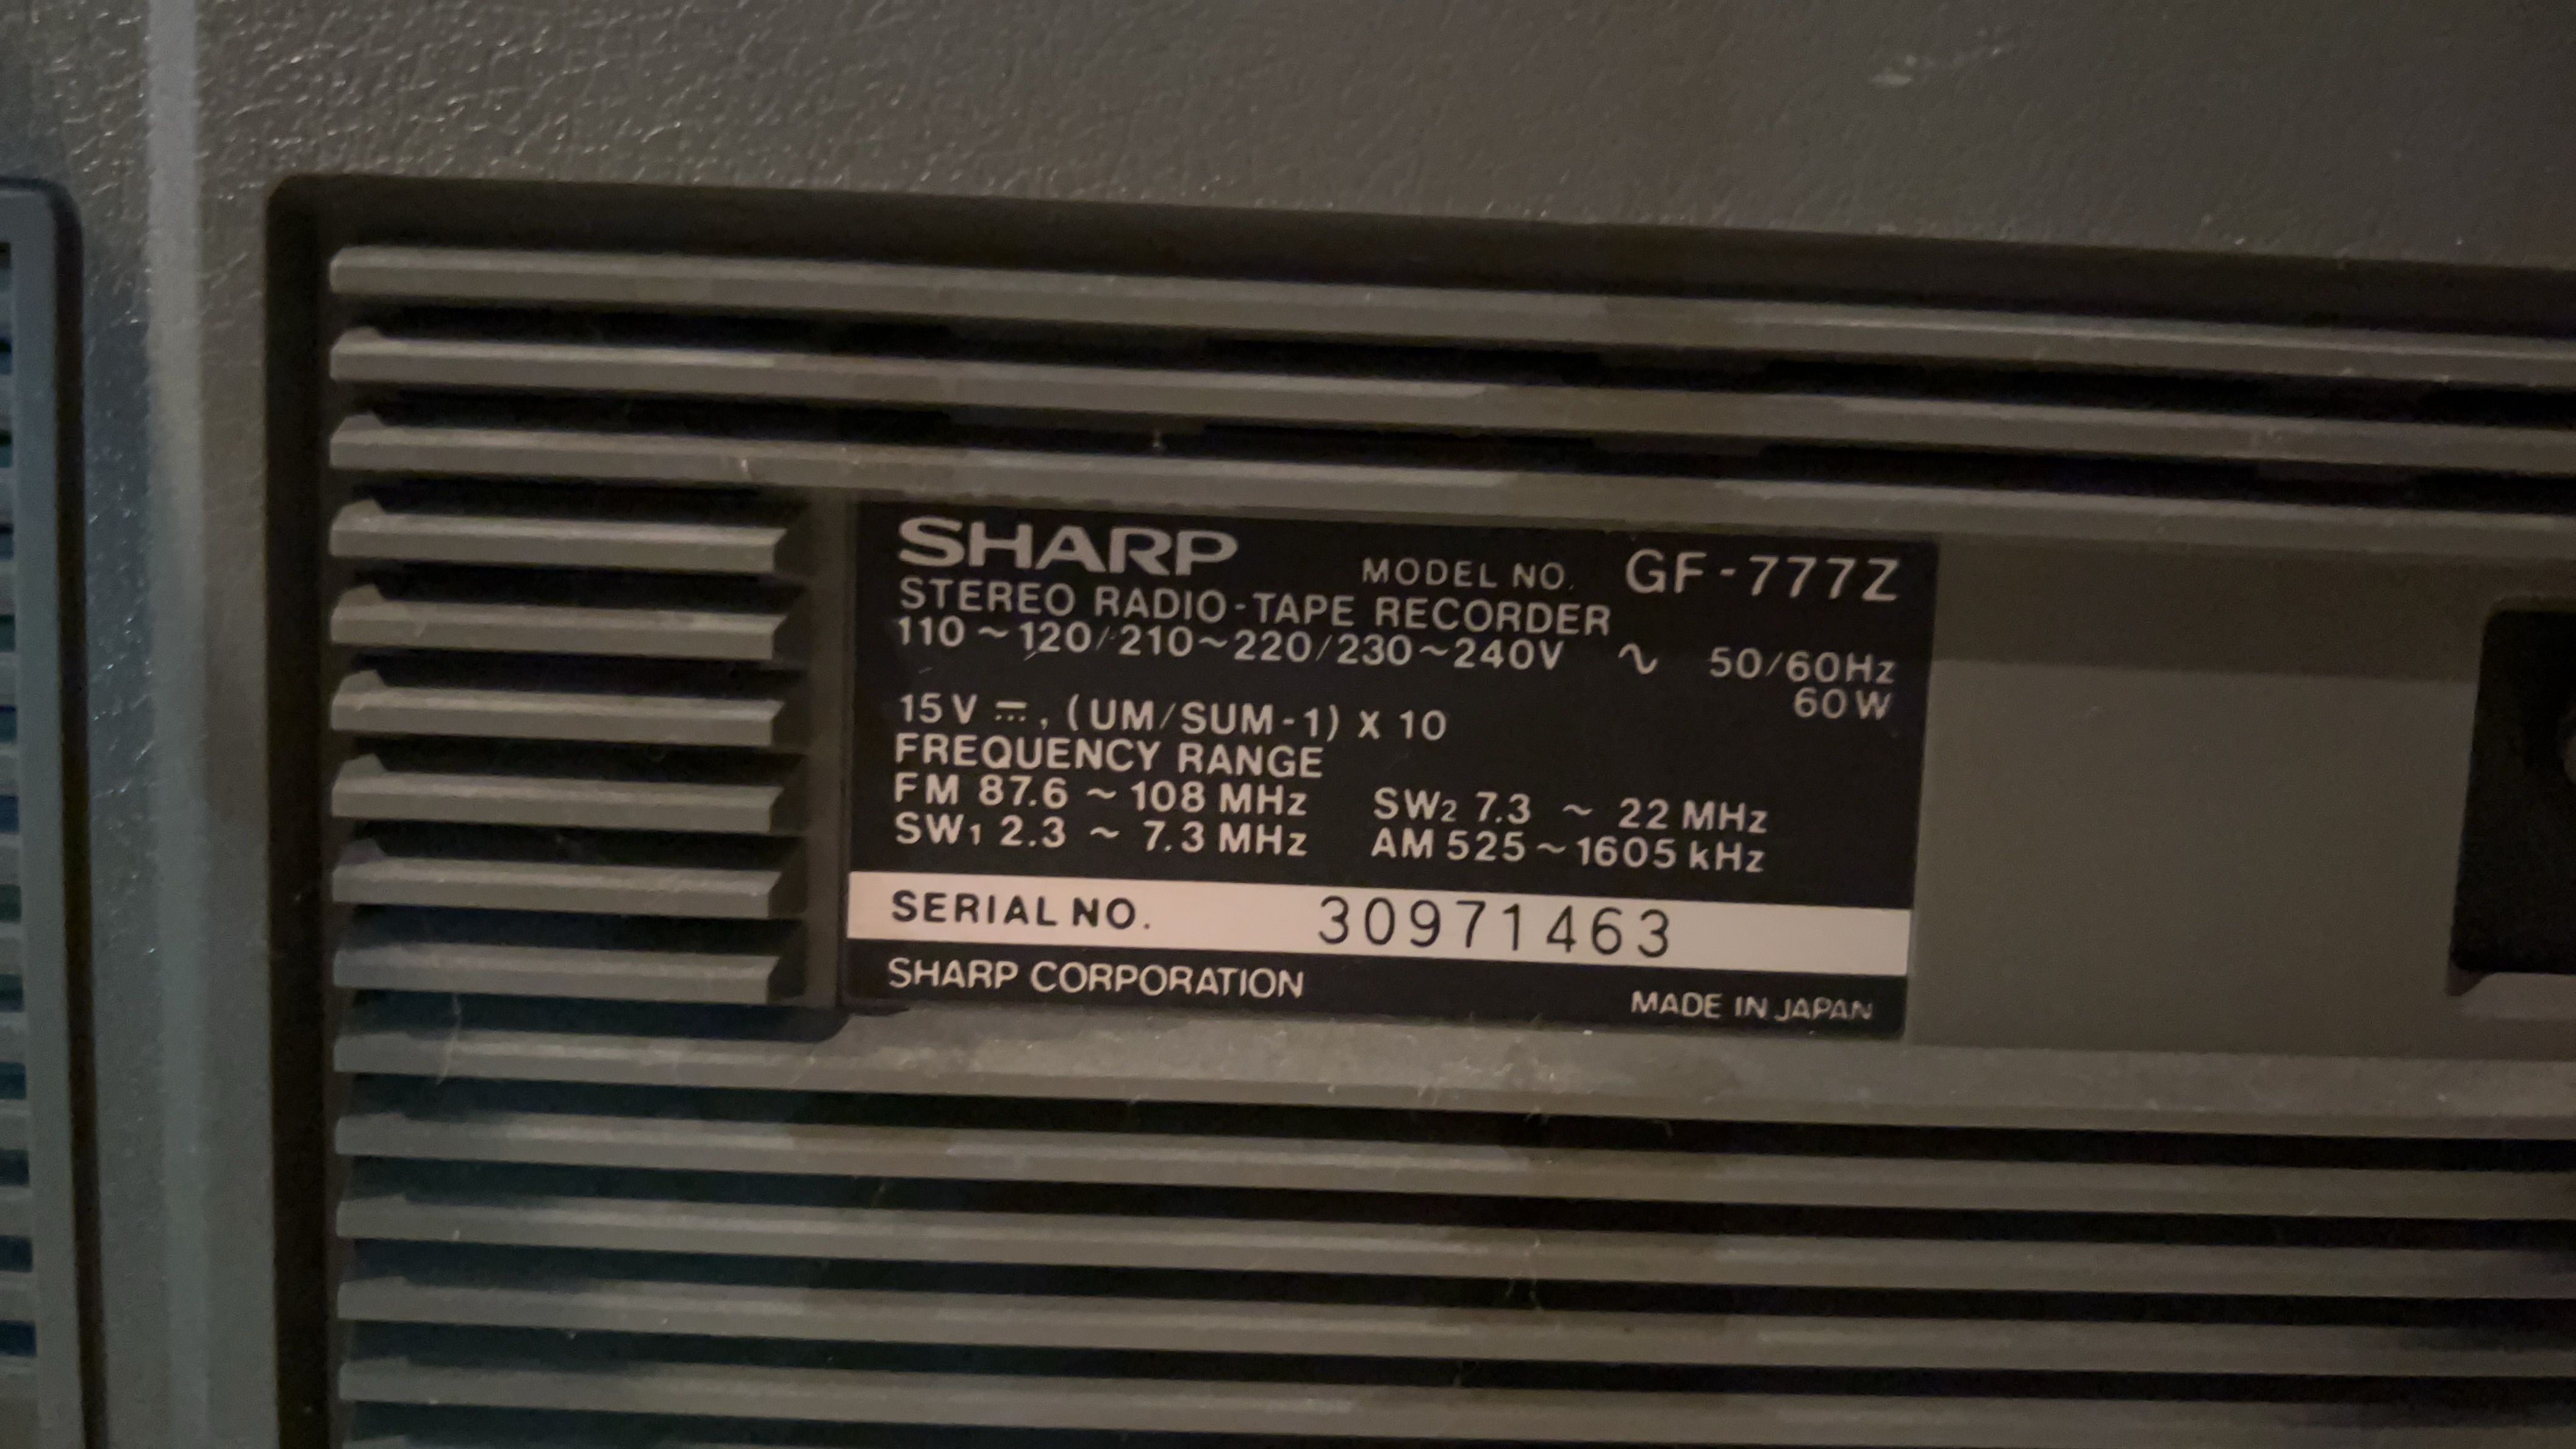 SHARP MODEL NO. GF-777Z
STEREO RADIO-TAPE RECORDER
110~120/210~220/230~240V ∿ 50/60Hz
60W
15V ⎓, (UM/SUM-1) X 10
FREQUENCY RANGE
FM 87.6 ~ 108 MHz SW2 7.3 ~ 22 MHz
SW1 2.3 ~ 7.3 MHz AM 525~1605 kHz
SERIAL NO. 30971463
SHARP CORPORATION MADE IN JAPAN